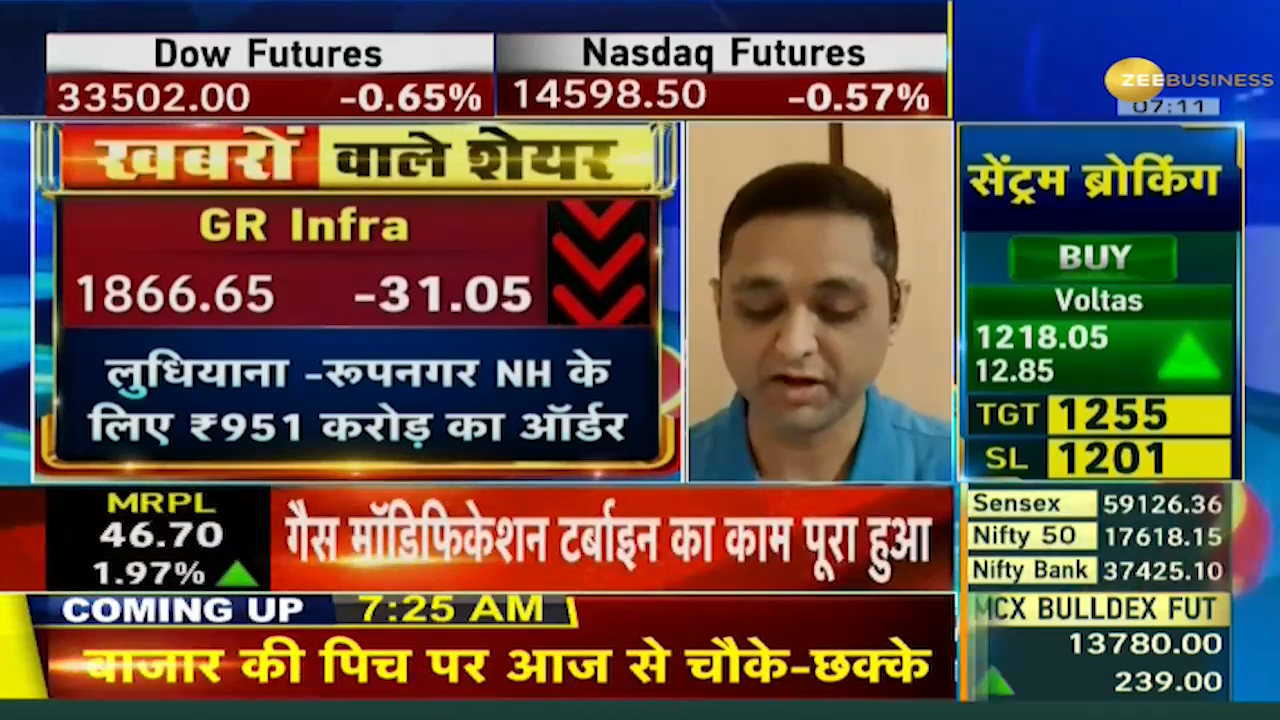 Dow Futures
33502.00 -0.65%
Nasdaq Futures
14598.50 -0.57%
ZEEBUSINESS
07:11
खबरों वाले शेयर
GR Infra
1866.65 -31.05
लुधियाना -रूपनगर NH के
लिए ₹951 करोड़ का ऑर्डर
सेंट्रम ब्रोकिंग
BUY
Voltas
1218.05
12.85
TGT 1255
SL 1201
MRPL
46.70
1.97%
गैस मॉडिफिकेशन टर्बाइन का काम पूरा हुआ
Sensex 59126.36
Nifty 50 17618.15
Nifty Bank 37425.10
MCX BULLDEX FUT
13780.00
239.00
COMING UP 7:25 AM
बाजार की पिच पर आज से चौके-छक्के